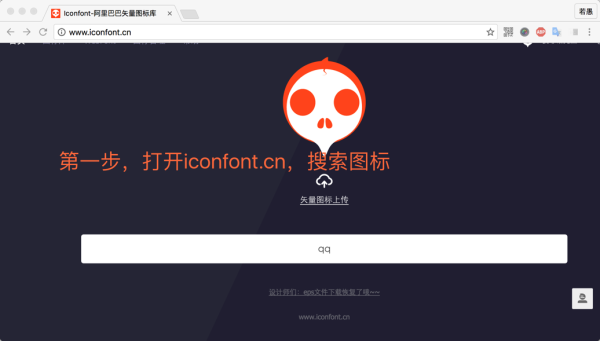 Iconfont-阿里巴巴矢量图标库
若愚
www.iconfont.cn
ABP
第一步，打开iconfont.cn，搜索图标
矢量图标上传
qq
设计师们：eps文件下载恢复了噢~~
www.iconfont.cn